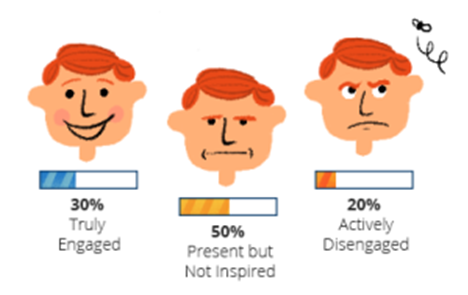 30%
Truly
Engaged
50%
Present but
Not Inspired
20%
Actively
Disengaged